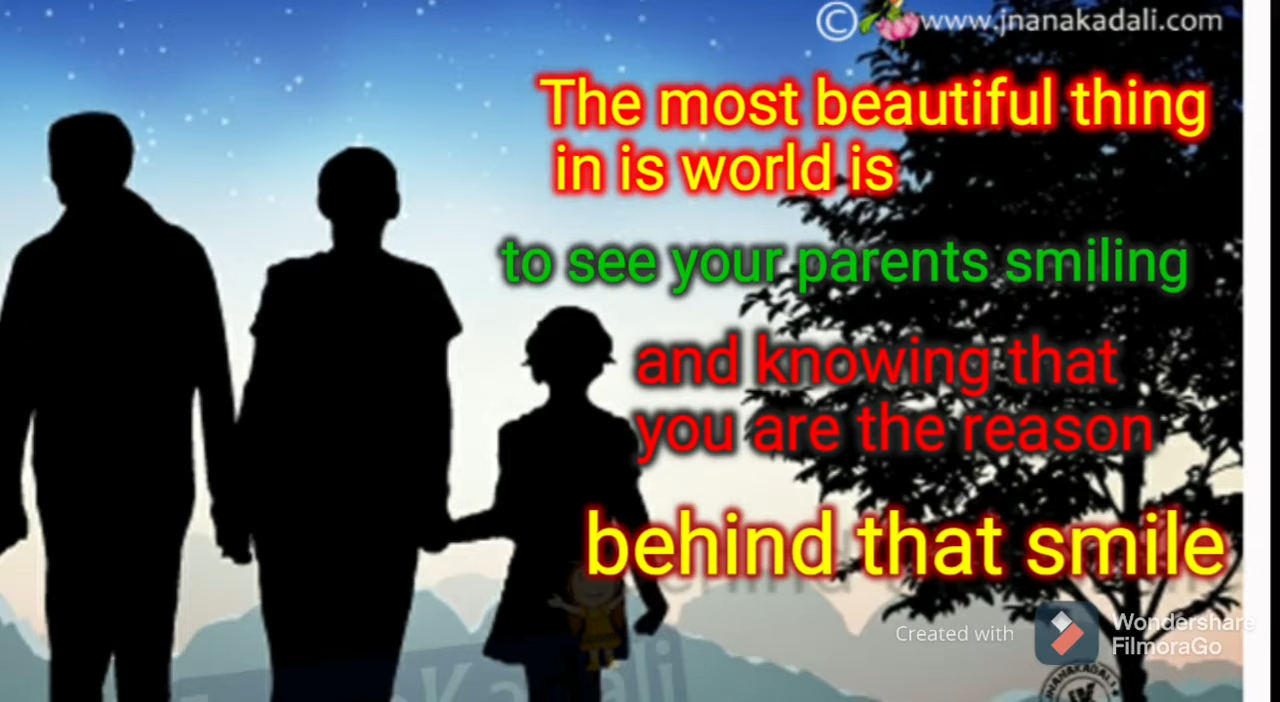 © www.jnanakadali.com
The most beautiful thing
in is world is
to see your parents smiling
and knowing that
you are the reason
behind that smile
Created with
Wondershare
FilmoraGo
JNANAKADALI